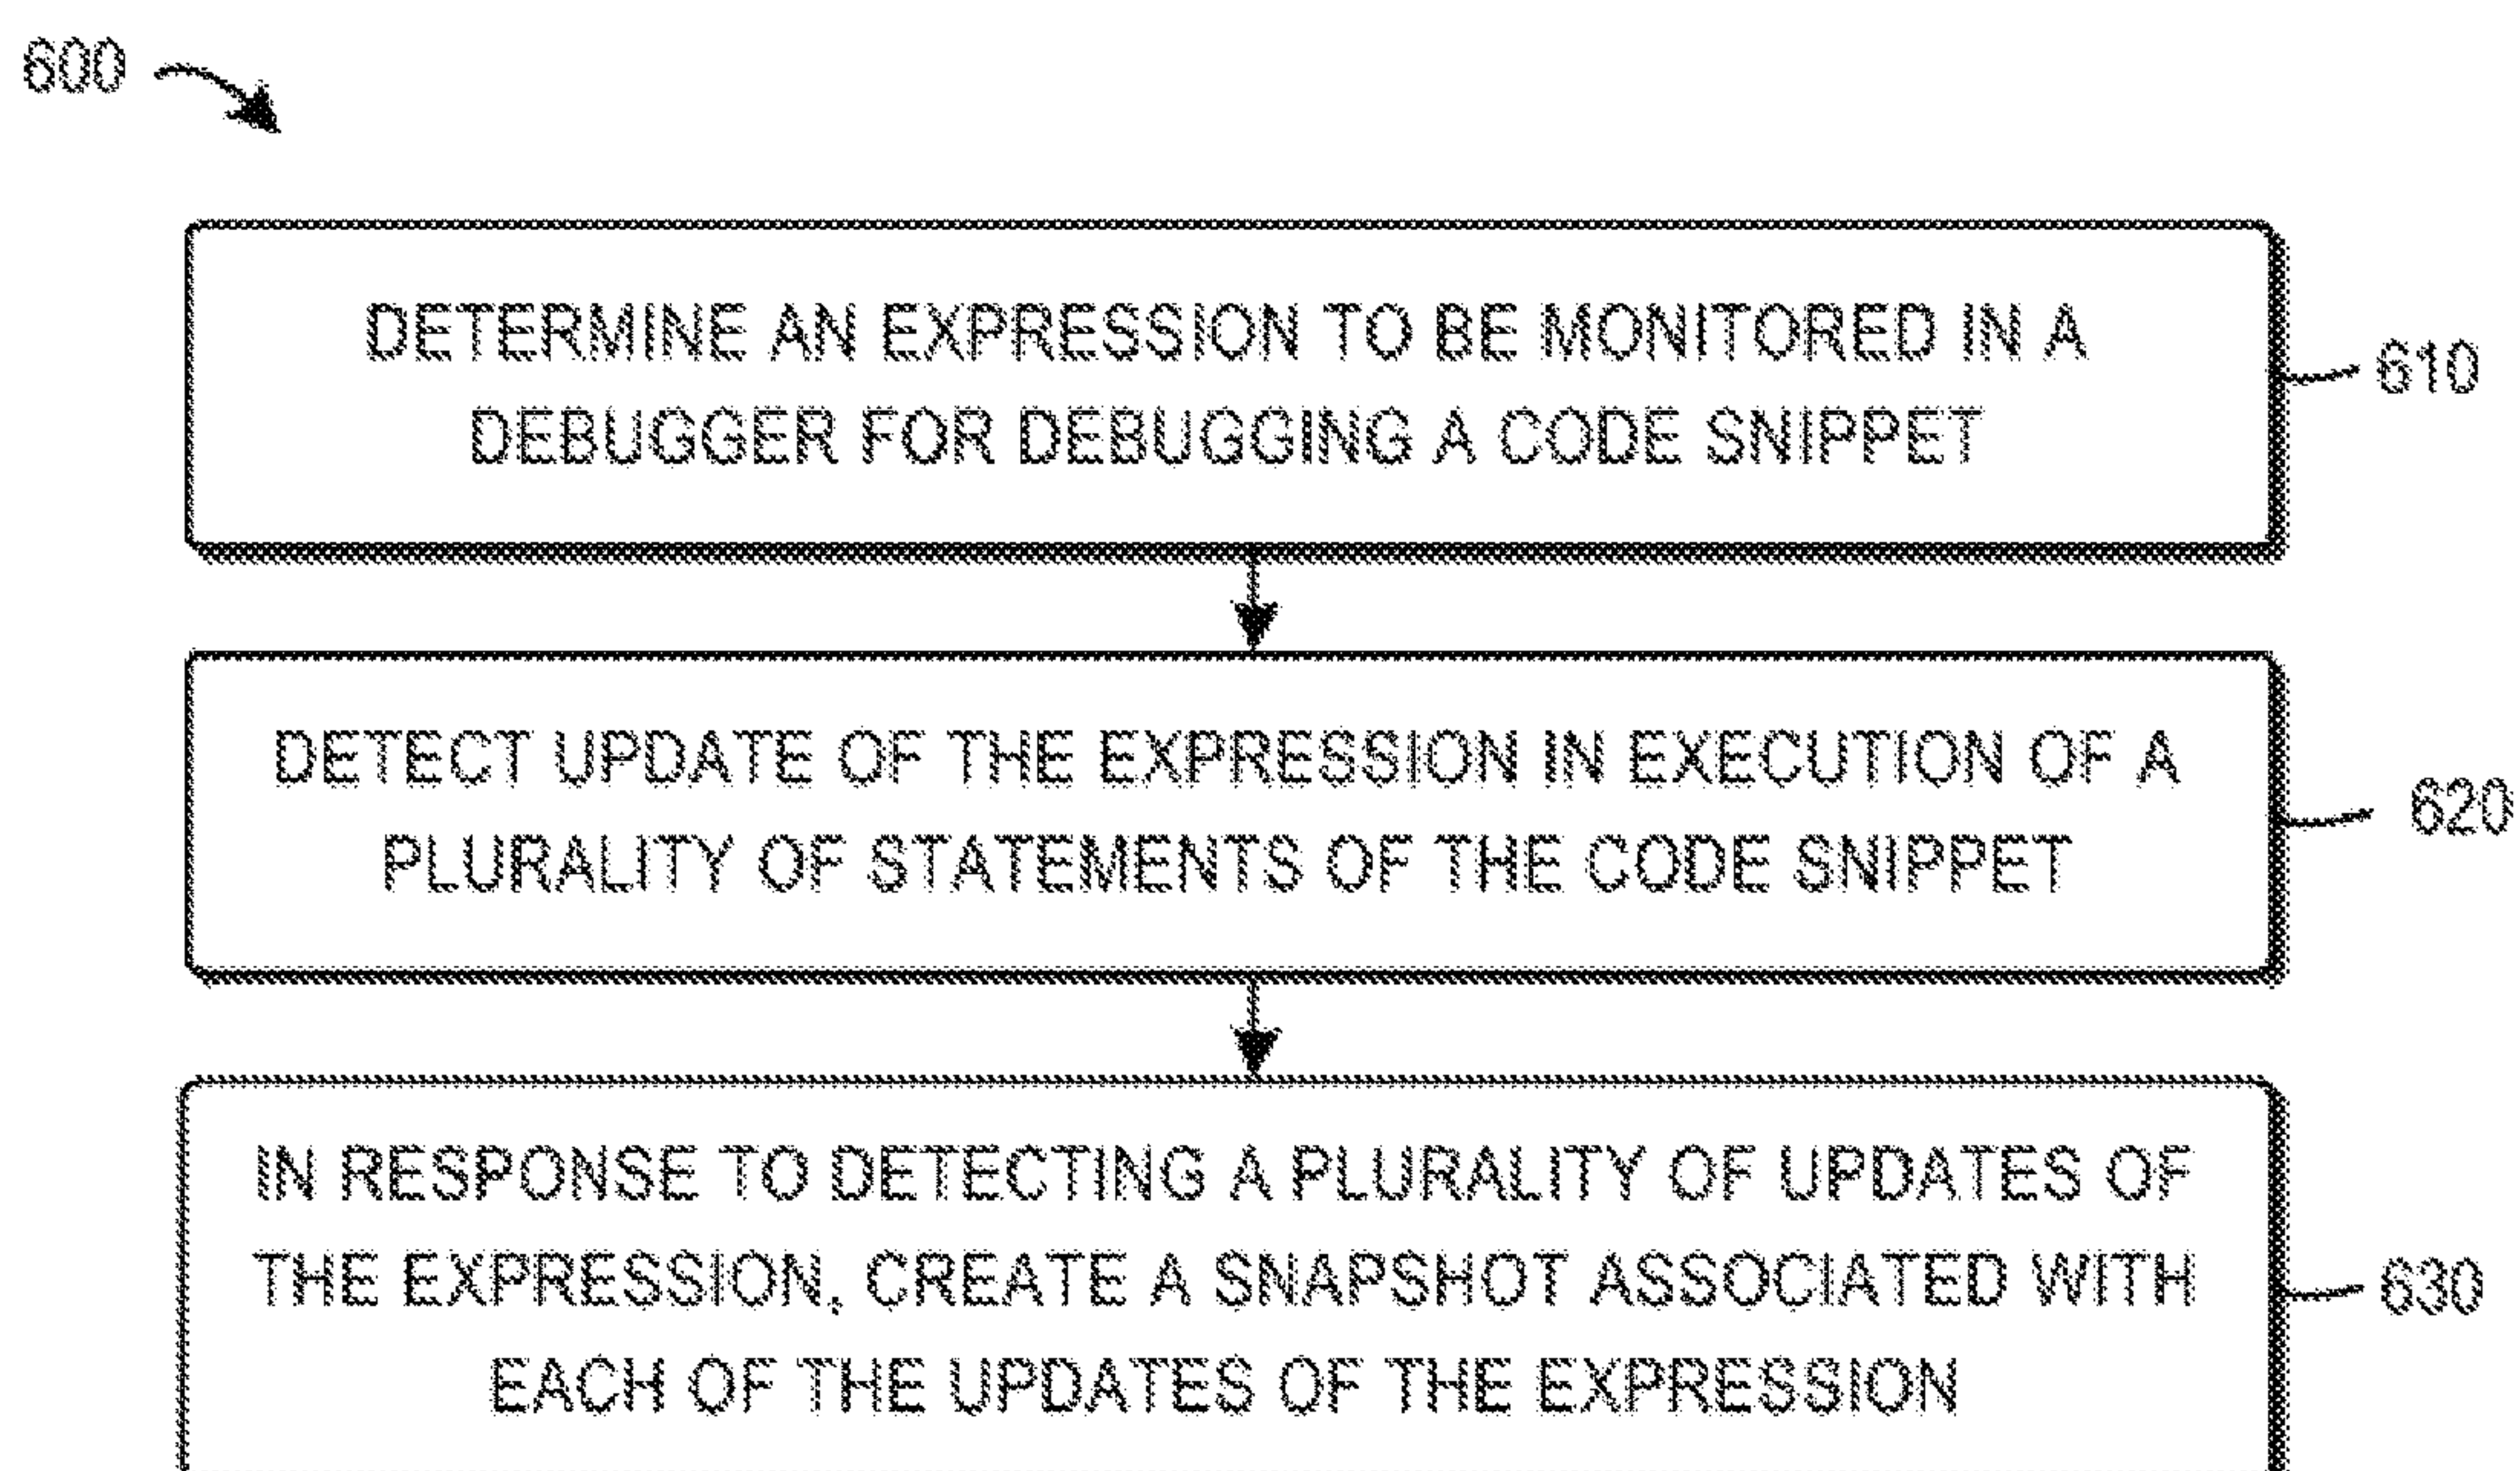 600
DETERMINE AN EXPRESSION TO BE MONITORED IN A
DEBUGGER FOR DEBUGGING A CODE SNIPPET
610
DETECT UPDATE OF THE EXPRESSION IN EXECUTION OF A
PLURALITY OF STATEMENTS OF THE CODE SNIPPET
620
IN RESPONSE TO DETECTING A PLURALITY OF UPDATES OF
THE EXPRESSION, CREATE A SNAPSHOT ASSOCIATED WITH
EACH OF THE UPDATES OF THE EXPRESSION
630